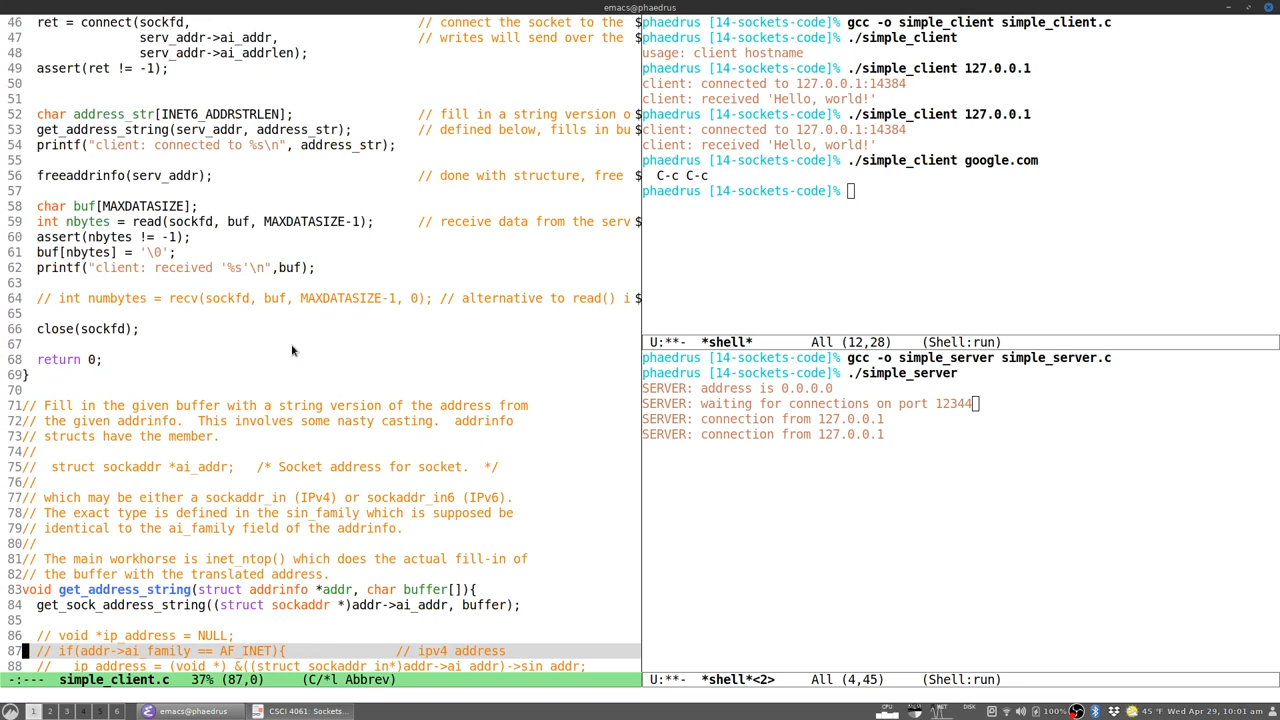 emacs@phaedrus
46  ret = connect(sockfd,                               // connect the socket to the  $
47                serv_addr->ai_addr,                   // writes will send over the   $
48                serv_addr->ai_addrlen);
49  assert(ret != -1);
50
51
52  char address_str[INET6_ADDRSTRLEN];                 // fill in a string version o $
53  get_address_string(serv_addr, address_str);         // defined below, fills in bu $
54  printf("client: connected to %s\n", address_str);
55
56  freeaddrinfo(serv_addr);                            // done with structure, free  $
57
58  char buf[MAXDATASIZE];
59  int nbytes = read(sockfd, buf, MAXDATASIZE-1);      // receive data from the serv $
60  assert(nbytes != -1);
61  buf[nbytes] = '\0';
62  printf("client: received '%s'\n",buf);
63
64  // int numbytes = recv(sockfd, buf, MAXDATASIZE-1, 0); // alternative to read() i $
65
66  close(sockfd);
67
68  return 0;
69}
70
71// Fill in the given buffer with a string version of the address from
72// the given addrinfo.  This involves some nasty casting.  addrinfo
73// structs have the member.
74//
75//  struct sockaddr *ai_addr;   /* Socket address for socket.  */
76//
77// which may be either a sockaddr_in (IPv4) or sockaddr_in6 (IPv6).
78// The exact type is defined in the sin_family which is supposed be
79// identical to the ai_family field of the addrinfo.
80//
81// The main workhorse is inet_ntop() which does the actual fill-in of
82// the buffer with the translated address.
83void get_address_string(struct addrinfo *addr, char buffer[]){
84  get_sock_address_string((struct sockaddr *)addr->ai_addr, buffer);
85
86  // void *ip_address = NULL;
87  // if(addr->ai_family == AF_INET){               // ipv4 address
88  //   ip_address = (void *) &((struct sockaddr_in*)addr->ai_addr)->sin_addr;
-:---  simple_client.c   37% (87,0)     (C/*l Abbrev)
phaedrus [14-sockets-code]% gcc -o simple_client simple_client.c
phaedrus [14-sockets-code]% ./simple_client
usage: client hostname
phaedrus [14-sockets-code]% ./simple_client 127.0.0.1
client: connected to 127.0.0.1:14384
client: received 'Hello, world!'
phaedrus [14-sockets-code]% ./simple_client 127.0.0.1
client: connected to 127.0.0.1:14384
client: received 'Hello, world!'
phaedrus [14-sockets-code]% ./simple_client google.com
  C-c C-c
phaedrus [14-sockets-code]%
U:**-  *shell*        All (12,28)    (Shell:run)
phaedrus [14-sockets-code]% gcc -o simple_server simple_server.c
phaedrus [14-sockets-code]% ./simple_server
SERVER: address is 0.0.0.0
SERVER: waiting for connections on port 12344
SERVER: connection from 127.0.0.1
SERVER: connection from 127.0.0.1
U:**-  *shell*<2>     All (4,45)     (Shell:run)
1 2 3 4 5 6 emacs@phaedrus CSCI 4061: Sockets... CPU NET DISK 100% 45 °F Wed Apr 29, 10:01 am